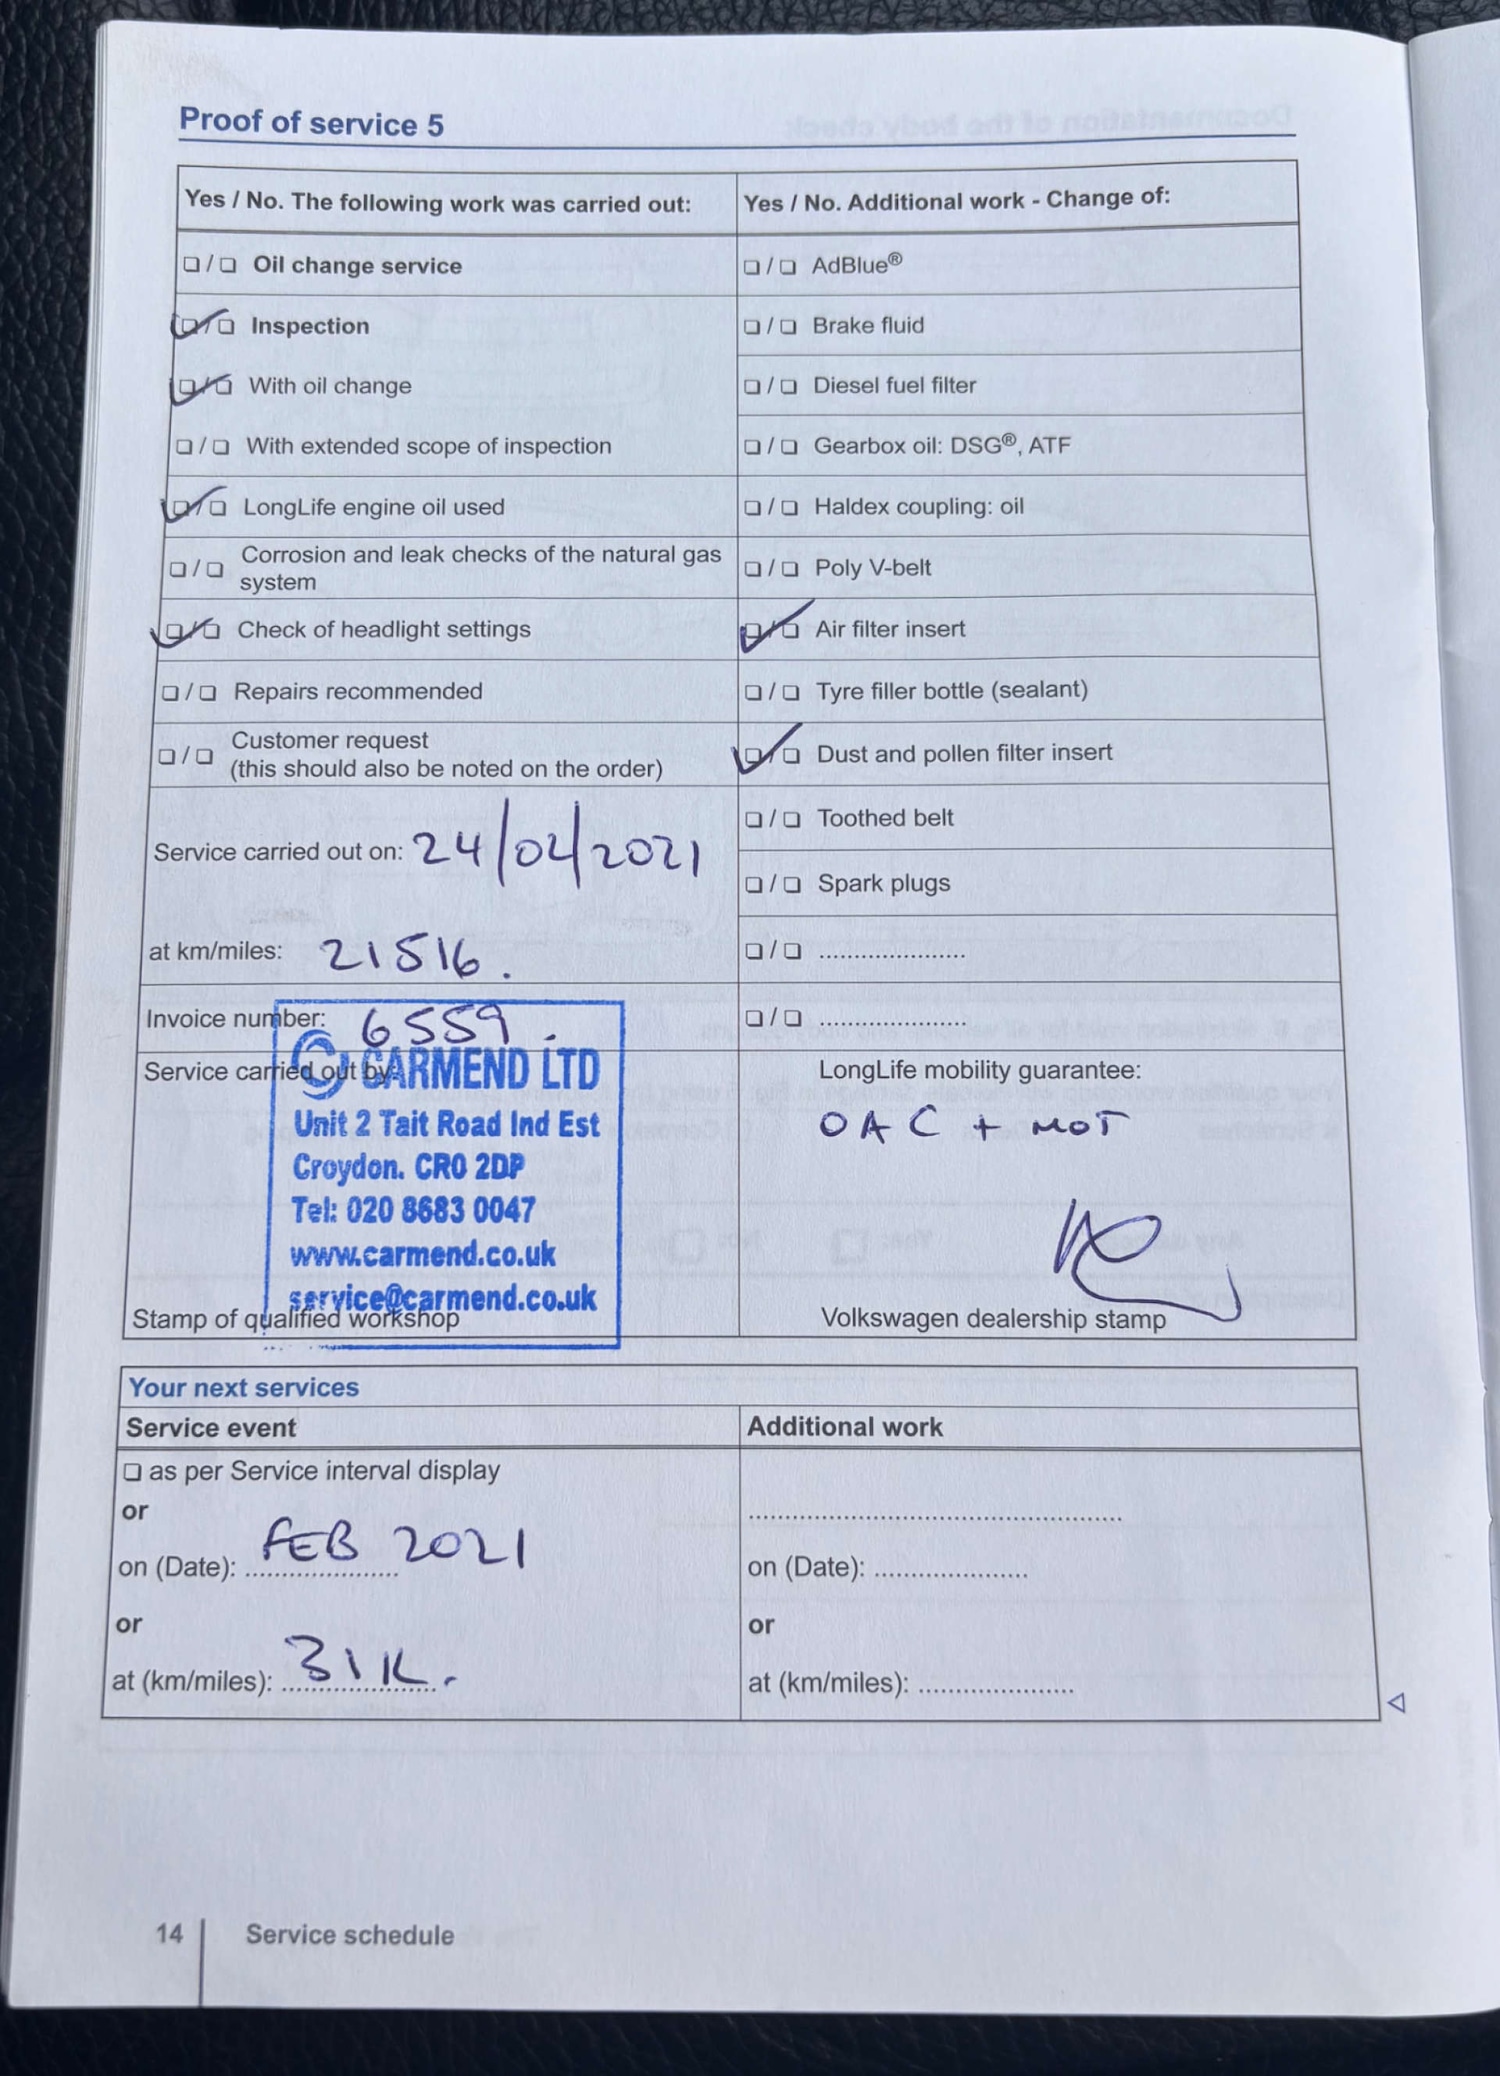 Proof of service 5
Yes / No. The following work was carried out:
❏ / ❏ Oil change service
❏ / ❏ Inspection
❏ / ❏ With oil change
❏ / ❏ With extended scope of inspection
❏ / ❏ LongLife engine oil used
❏ / ❏ Corrosion and leak checks of the natural gas
system
❏ / ❏ Check of headlight settings
❏ / ❏ Repairs recommended
❏ / ❏ Customer request
(this should also be noted on the order)
Service carried out on: 24/02/2021
at km/miles: 21516.
Invoice number: 6559.
Service carried out by
CARMEND LTD
Unit 2 Tait Road Ind Est
Croydon. CR0 2DP
Tel: 020 8683 0047
www.carmend.co.uk
service@carmend.co.uk
Stamp of qualified workshop
Yes / No. Additional work - Change of:
❏ / ❏ AdBlue®
❏ / ❏ Brake fluid
❏ / ❏ Diesel fuel filter
❏ / ❏ Gearbox oil: DSG®, ATF
❏ / ❏ Haldex coupling: oil
❏ / ❏ Poly V-belt
❏ / ❏ Air filter insert
❏ / ❏ Tyre filler bottle (sealant)
❏ / ❏ Dust and pollen filter insert
❏ / ❏ Toothed belt
❏ / ❏ Spark plugs
❏ / ❏ .....................
❏ / ❏ .....................
LongLife mobility guarantee:
OAC + MOT
Volkswagen dealership stamp
Your next services
Service event
❏ as per Service interval display
or
on (Date): FEB 2021
or
at (km/miles): 31K.
Additional work
.....................................................
on (Date): .....................
or
at (km/miles): .....................
14 Service schedule